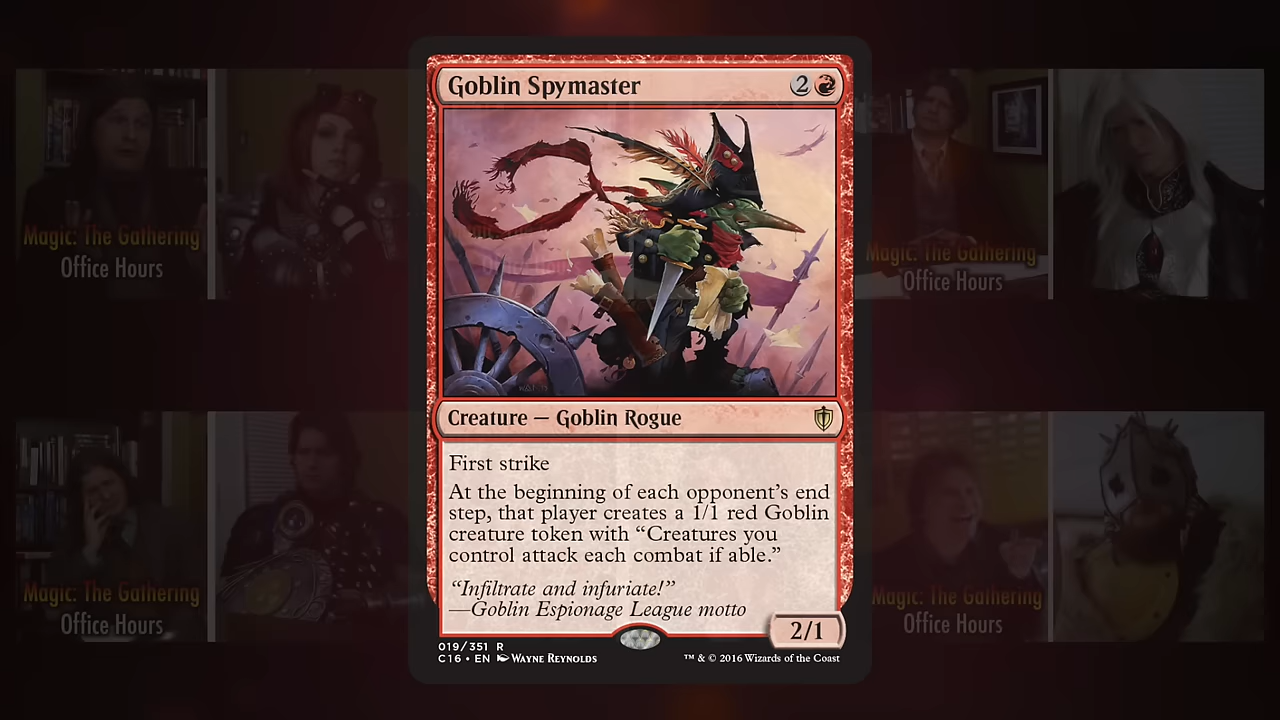 Goblin Spymaster
2
Magic: The Gathering
Office Hours
Magic: The Gathering
Office Hours
Creature — Goblin Rogue
First strike
At the beginning of each opponent's end
step, that player creates a 1/1 red Goblin
creature token with “Creatures you
control attack each combat if able.”
“Infiltrate and infuriate!”
—Goblin Espionage League motto
2/1
Magic: The Gathering
Office Hours
Magic: The Gathering
Office Hours
019/351 R
C16 • EN WAYNE REYNOLDS
™ & © 2016 Wizards of the Coast